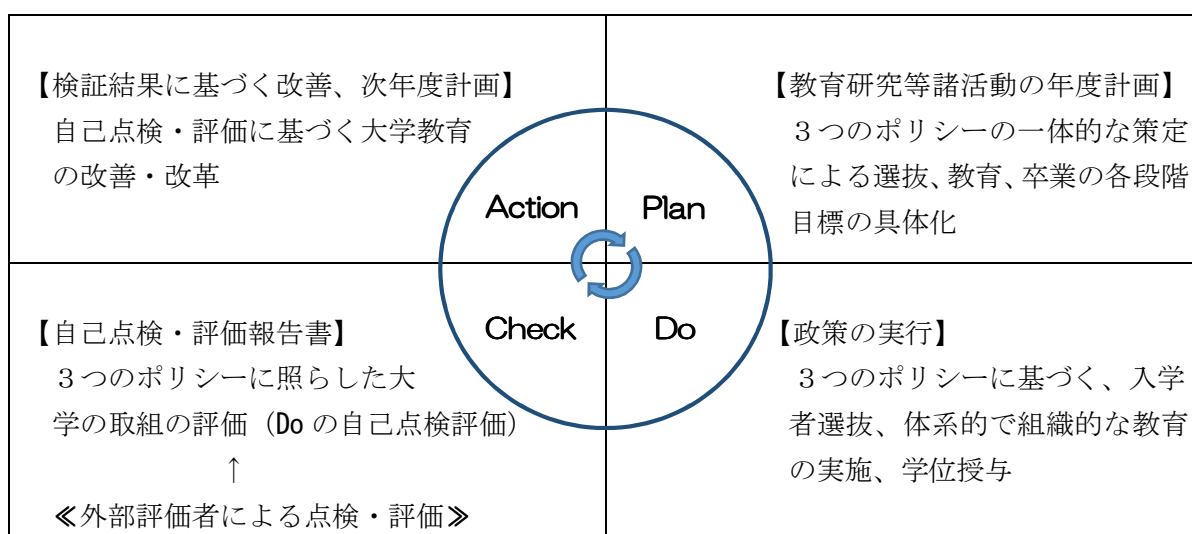 【検証結果に基づく改善、次年度計画】
自己点検・評価に基づく大学教育
の改善・改革
Action
【教育研究等諸活動の年度計画】
３つのポリシーの一体的な策定
による選抜、教育、卒業の各段階
目標の具体化
Plan
【自己点検・評価報告書】
３つのポリシーに照らした大
学の取組の評価（Do の自己点検評価）
↑
≪外部評価者による点検・評価≫
Check
Do
【政策の実行】
３つのポリシーに基づく、入学
者選抜、体系的で組織的な教育
の実施、学位授与